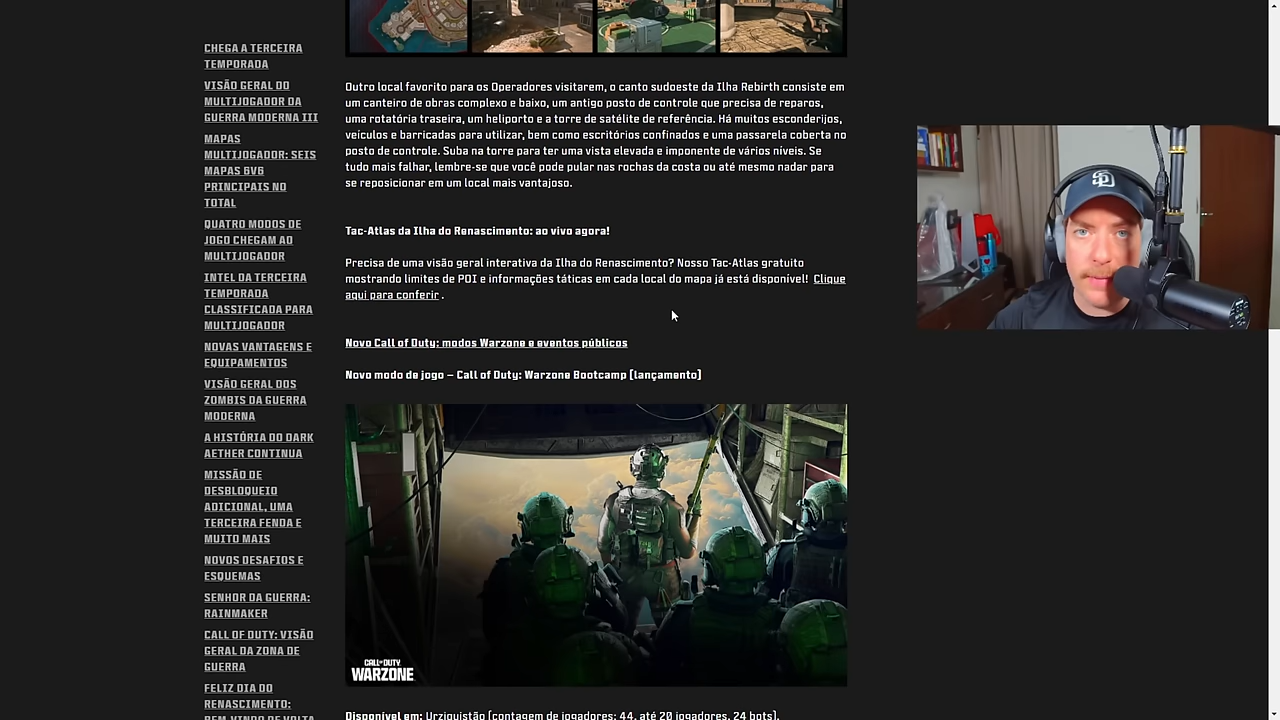 CHEGA A TERCEIRA
TEMPORADA
VISÃO GERAL DO
MULTIJOGADOR DA
GUERRA MODERNA III
MAPAS
MULTIJOGADOR: SEIS
MAPAS 6V6
PRINCIPAIS NO
TOTAL
QUATRO MODOS DE
JOGO CHEGAM AO
MULTIJOGADOR
INTEL DA TERCEIRA
TEMPORADA
CLASSIFICADA PARA
MULTIJOGADOR
NOVAS VANTAGENS E
EQUIPAMENTOS
VISÃO GERAL DOS
ZOMBIS DA GUERRA
MODERNA
A HISTÓRIA DO DARK
AETHER CONTINUA
MISSÃO DE
DESBLOQUEIO
ADICIONAL, UMA
TERCEIRA FENDA E
MUITO MAIS
NOVOS DESAFIOS E
ESQUEMAS
SENHOR DA GUERRA:
RAINMAKER
CALL OF DUTY: VISÃO
GERAL DA ZONA DE
GUERRA
FELIZ DIA DO
RENASCIMENTO:
BEM-VINDO DE VOLTA
Outro local favorito para os Operadores visitarem, o canto sudoeste da Ilha Rebirth consiste em
um canteiro de obras complexo e baixo, um antigo posto de controle que precisa de reparos,
uma rotatória traseira, um heliporto e a torre de satélite de referência. Há muitos esconderijos,
veículos e barricadas para utilizar, bem como escritórios confinados e uma passarela coberta no
posto de controle. Suba na torre para ter uma vista elevada e imponente de vários níveis. Se
tudo mais falhar, lembre-se que você pode pular nas rochas da costa ou até mesmo nadar para
se reposicionar em um local mais vantajoso.
Tac-Atlas da Ilha do Renascimento: ao vivo agora!
Precisa de uma visão geral interativa da Ilha do Renascimento? Nosso Tac-Atlas gratuito
mostrando limites de POI e informações táticas em cada local do mapa já está disponível! Clique
aqui para conferir .
Novo Call of Duty: modos Warzone e eventos públicos
Novo modo de jogo – Call of Duty: Warzone Bootcamp (lançamento)
CALL OF DUTY
WARZONE
Disponível em: Urziquistão (contagem de jogadores: 44, até 20 jogadores, 24 bots).
SD